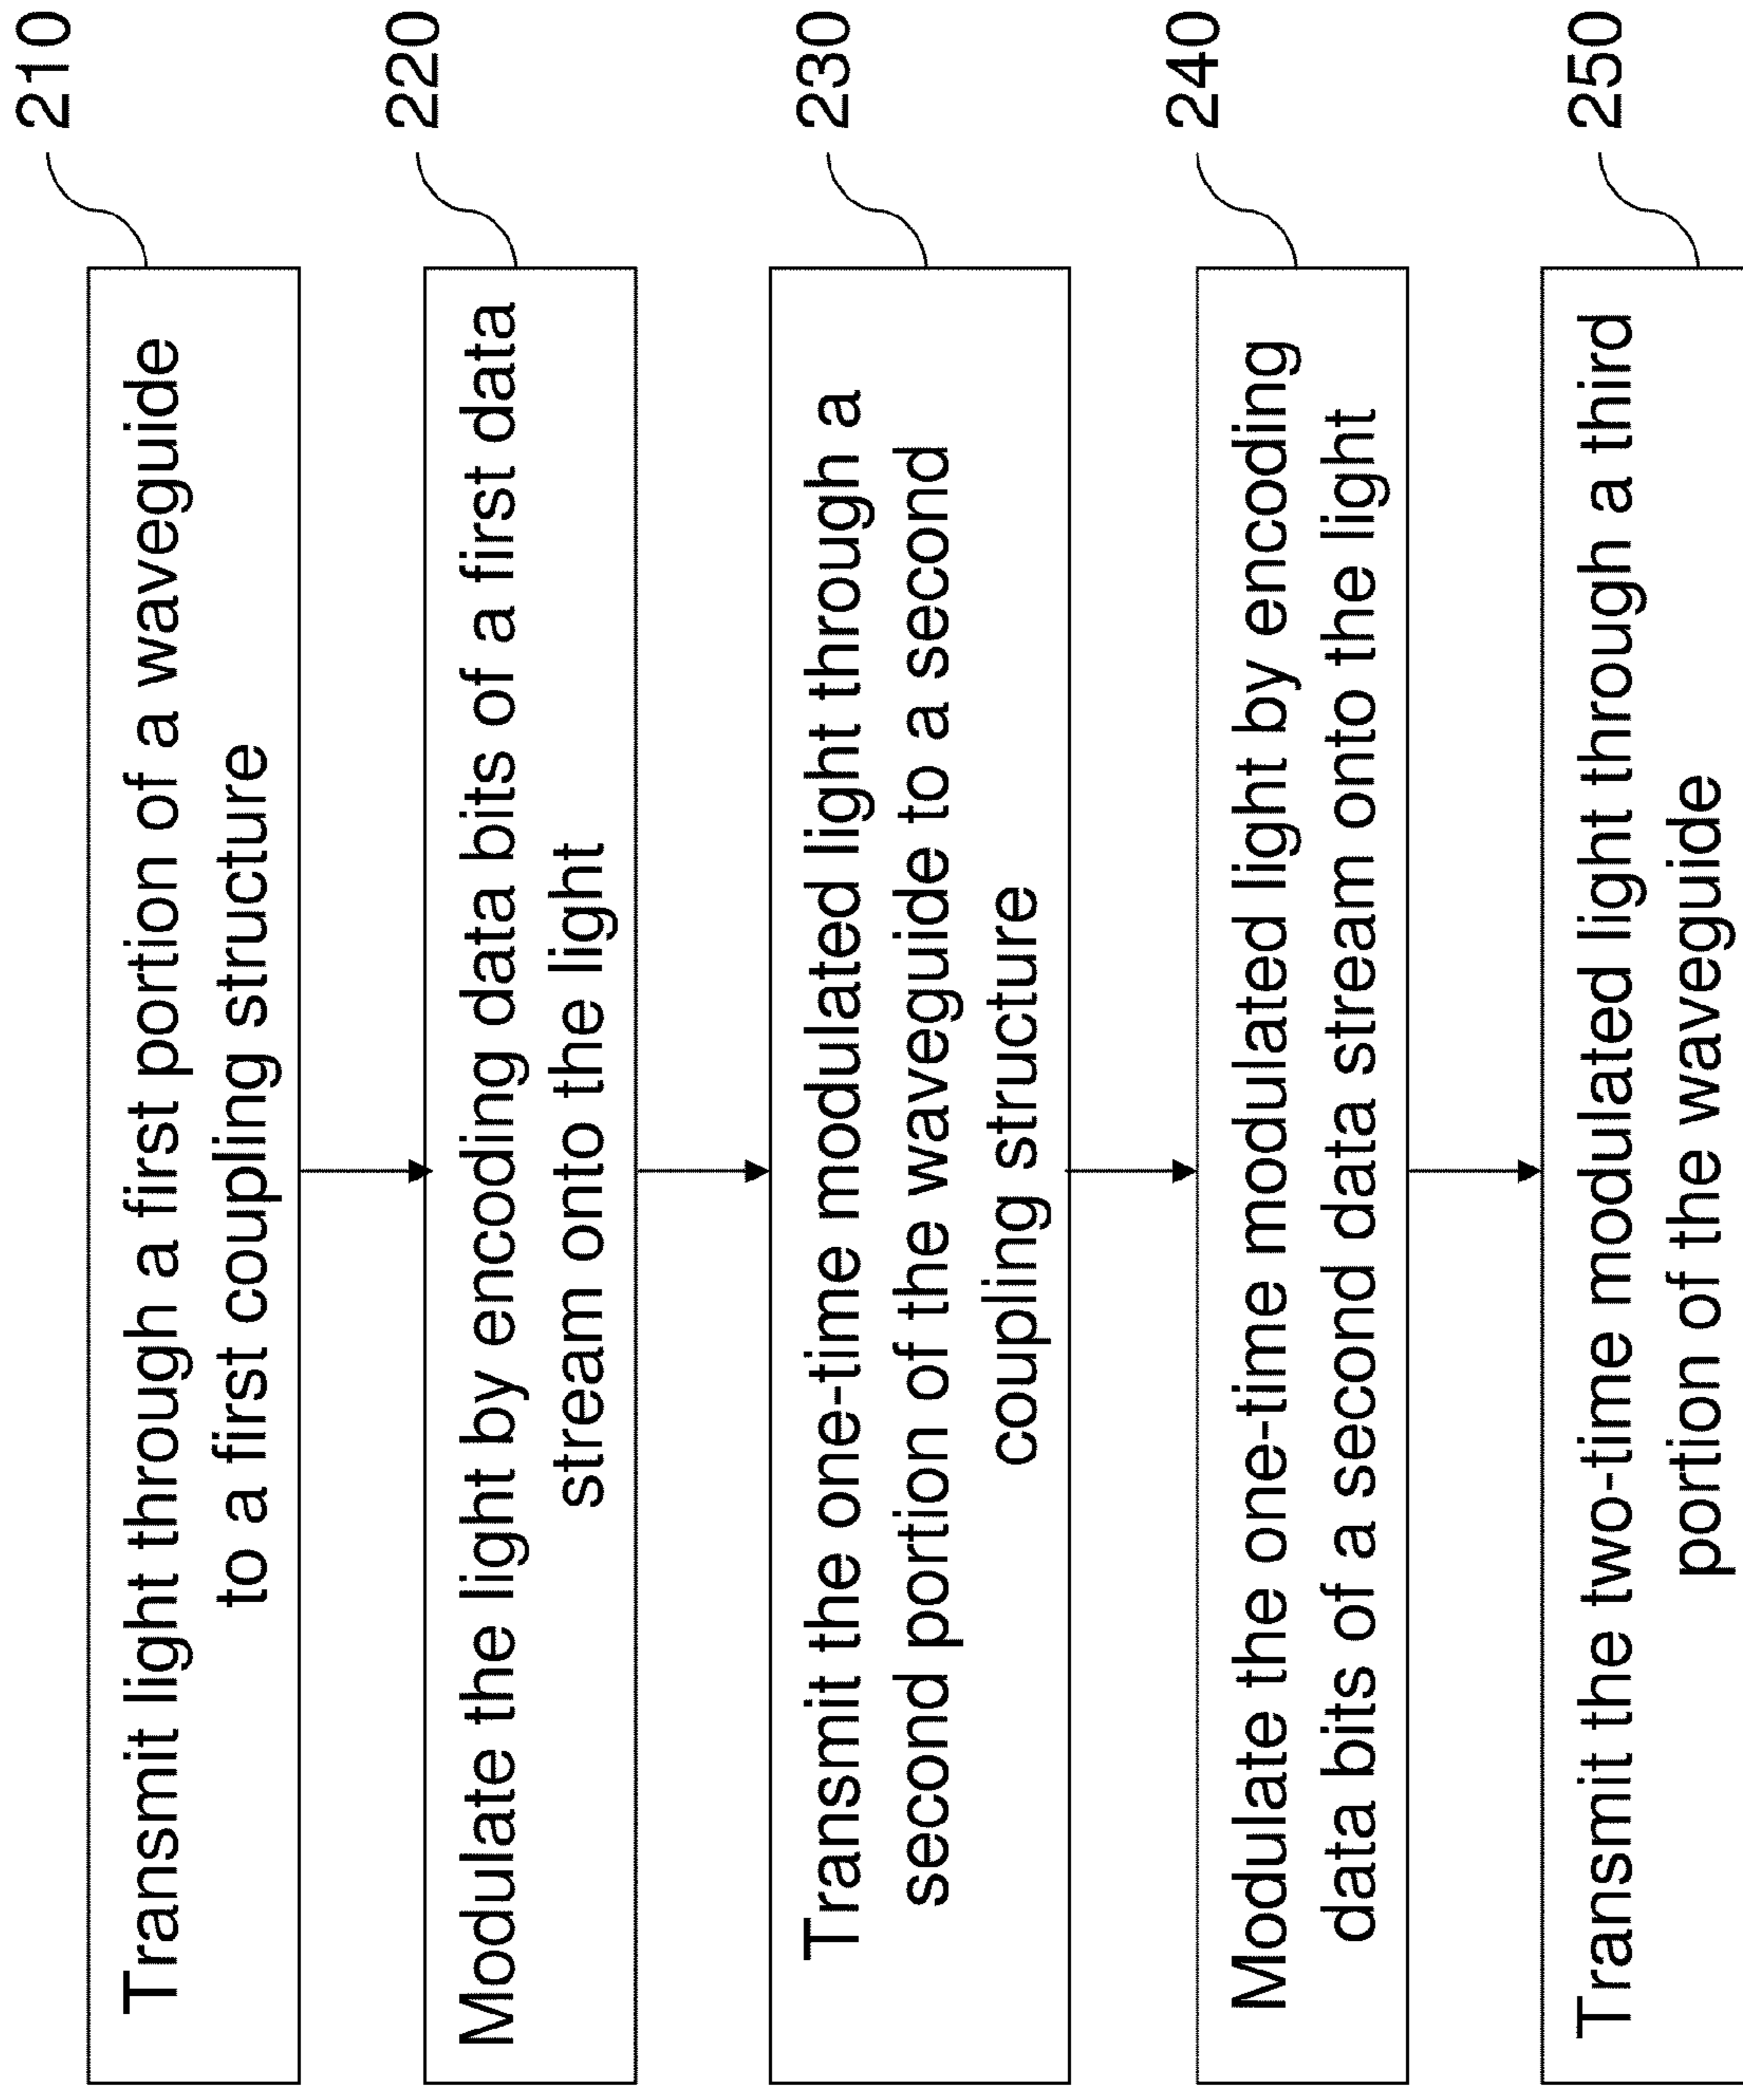 210
Transmit light through a first portion of a waveguide
to a first coupling structure
220
Modulate the light by encoding data bits of a first data
stream onto the light
230
Transmit the one-time modulated light through a
second portion of the waveguide to a second
coupling structure
240
Modulate the one-time modulated light by encoding
data bits of a second data stream onto the light
250
Transmit the two-time modulated light through a third
portion of the waveguide